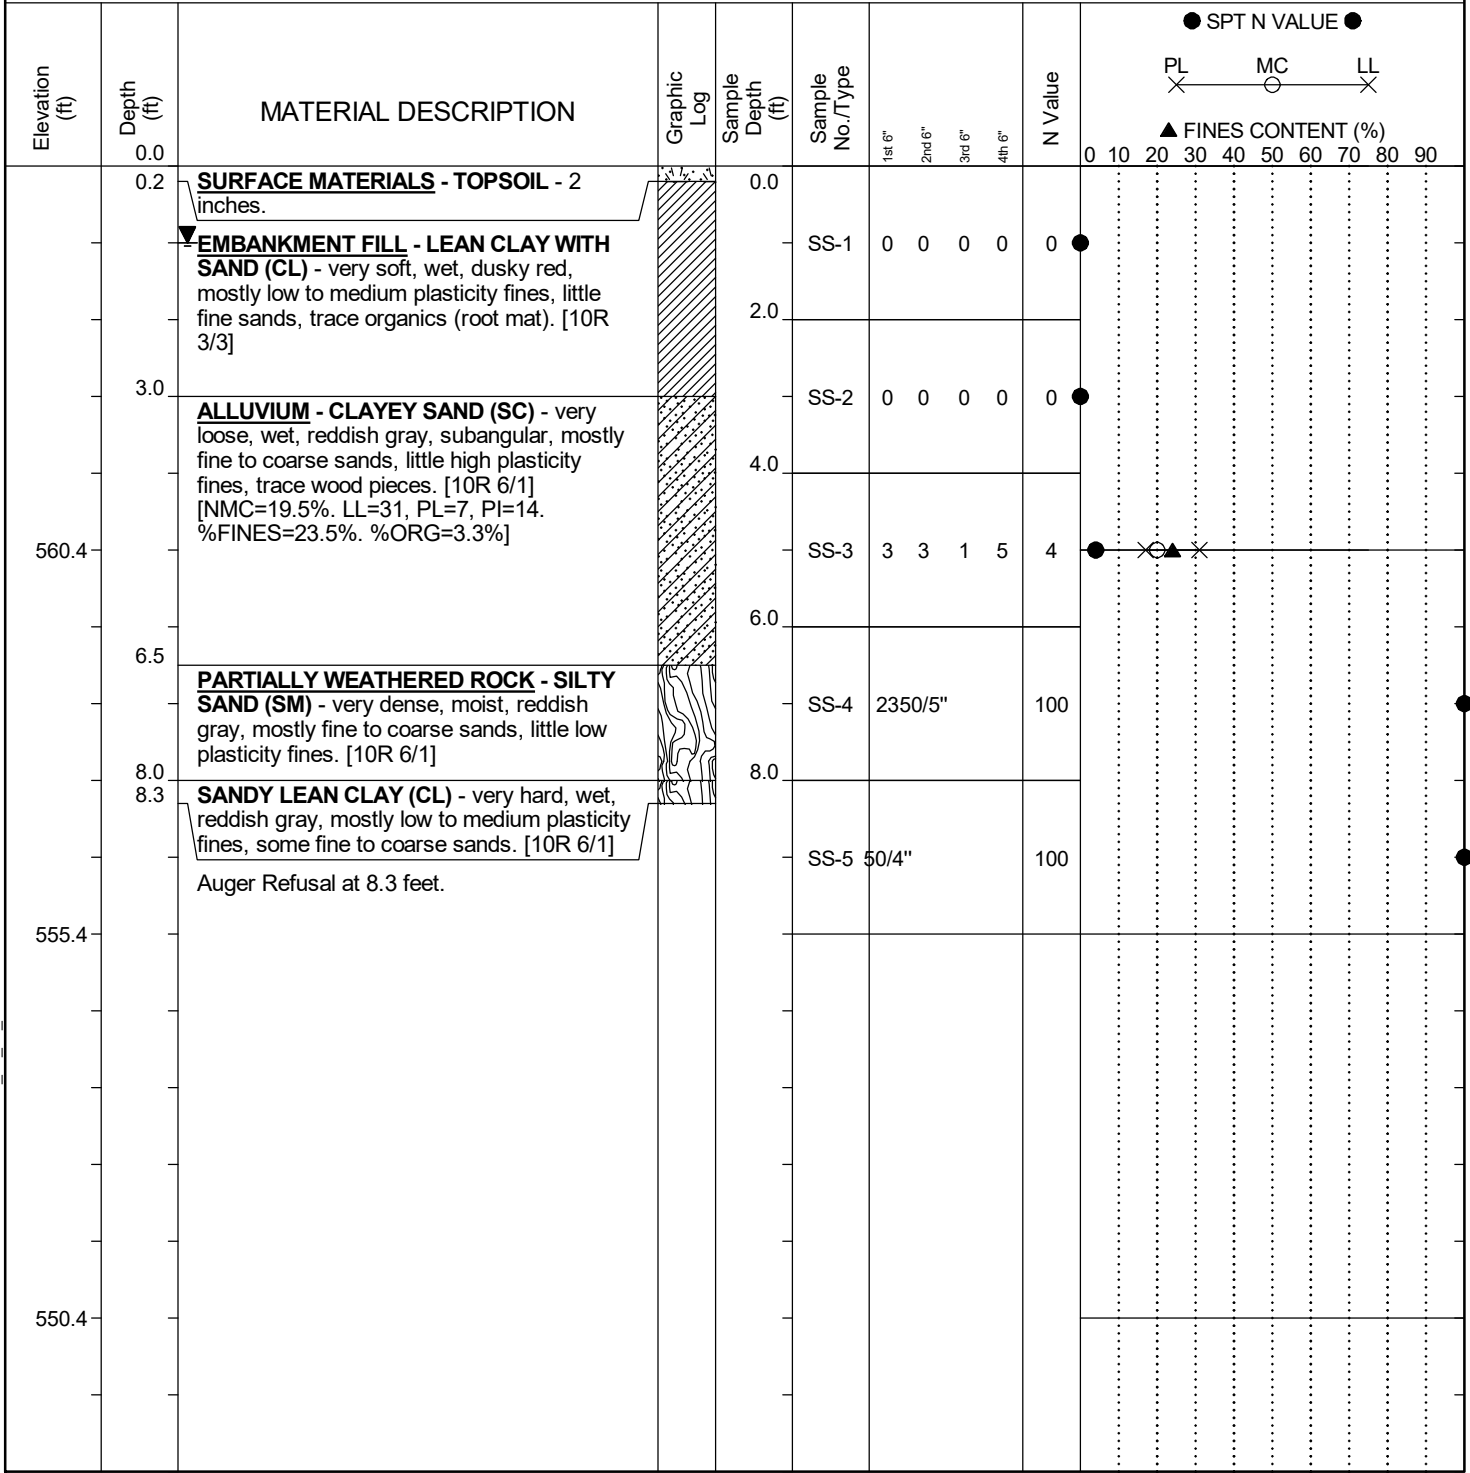 ● SPT N VALUE ●
PL MC LL
▲ FINES CONTENT (%)
Elevation (ft)
Depth (ft)
MATERIAL DESCRIPTION
Graphic Log
Sample Depth (ft)
Sample No./Type
1st 6"
2nd 6"
3rd 6"
4th 6"
N Value
0 10 20 30 40 50 60 70 80 90
0.0
0.2
SURFACE MATERIALS - TOPSOIL - 2
inches.
0.0
EMBANKMENT FILL - LEAN CLAY WITH
SAND (CL) - very soft, wet, dusky red,
mostly low to medium plasticity fines, little
fine sands, trace organics (root mat). [10R
3/3]
SS-1 0 0 0 0 0
2.0
3.0
ALLUVIUM - CLAYEY SAND (SC) - very
loose, wet, reddish gray, subangular, mostly
fine to coarse sands, little high plasticity
fines, trace wood pieces. [10R 6/1]
[NMC=19.5%. LL=31, PL=7, PI=14.
%FINES=23.5%. %ORG=3.3%]
SS-2 0 0 0 0 0
4.0
560.4
SS-3 3 3 1 5 4
6.0
6.5
PARTIALLY WEATHERED ROCK - SILTY
SAND (SM) - very dense, moist, reddish
gray, mostly fine to coarse sands, little low
plasticity fines. [10R 6/1]
SS-4 2350/5" 100
8.0
8.0
8.3
SANDY LEAN CLAY (CL) - very hard, wet,
reddish gray, mostly low to medium plasticity
fines, some fine to coarse sands. [10R 6/1]
SS-5 50/4" 100
Auger Refusal at 8.3 feet.
555.4
550.4